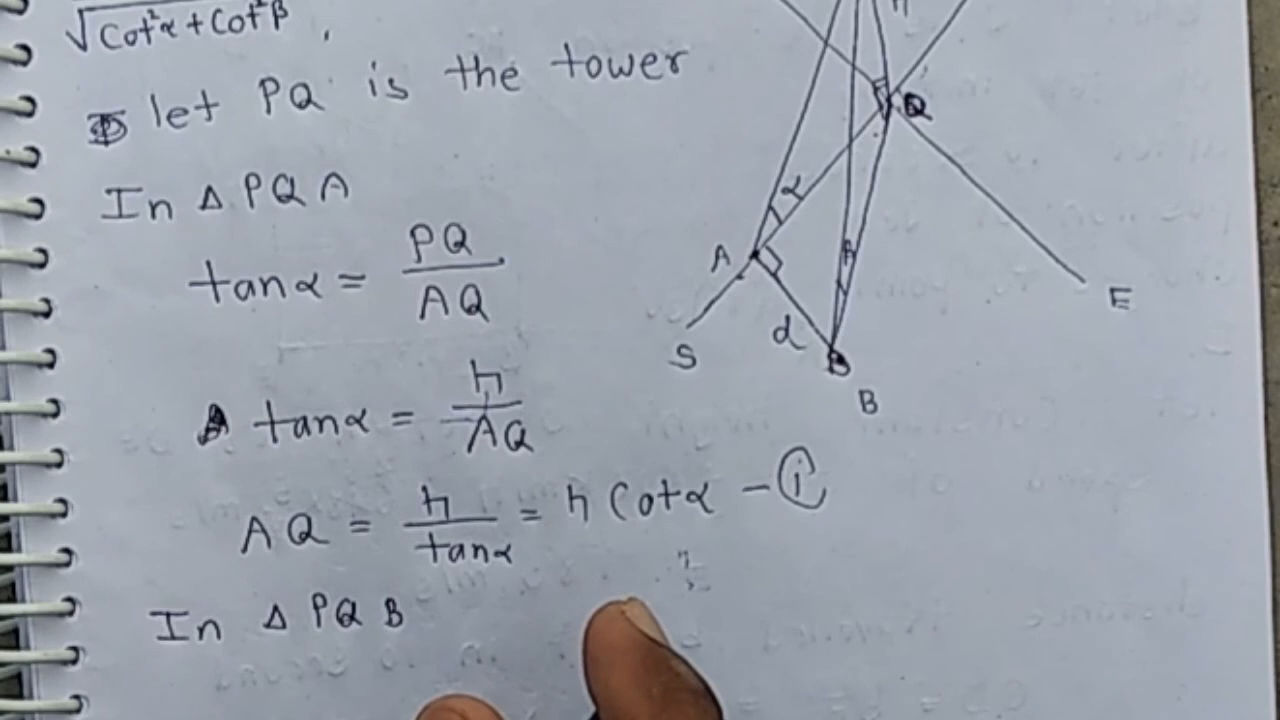 √Cot²α + Cot²β .
let PQ is the tower
In Δ PQA
tanα = PQ / AQ
tanα = h / AQ
AQ = h / tanα = h Cotα - (i)
In Δ PQB
h
Q
α
A
β
E
d
S
B